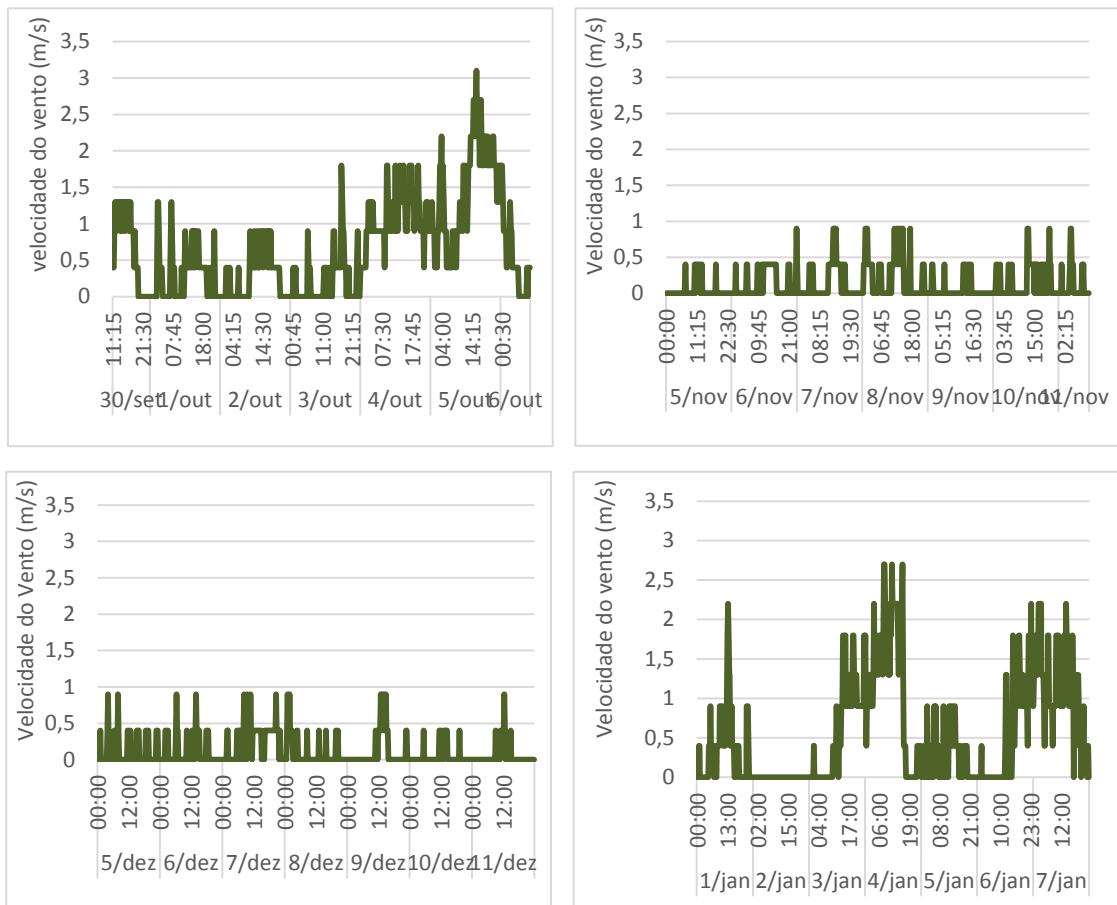 velocidade do vento (m/s)
3,5
3
2,5
2
1,5
1
0,5
0
11:15 21:30 07:45 18:00 04:15 14:30 00:45 11:00 21:15 07:30 17:45 04:00 14:15 00:30
30/set 1/out 2/out 3/out 4/out 5/out 6/out
Velocidade do vento (m/s)
3,5
3
2,5
2
1,5
1
0,5
0
00:00 11:15 22:30 09:45 21:00 08:15 19:30 06:45 18:00 05:15 16:30 03:45 15:00 02:15
5/nov 6/nov 7/nov 8/nov 9/nov 10/nov 11/nov
Velocidade do Vento (m/s)
3,5
3
2,5
2
1,5
1
0,5
0
00:00 12:00 00:00 12:00 00:00 12:00 00:00 12:00 00:00 12:00 00:00 12:00 00:00 12:00
5/dez 6/dez 7/dez 8/dez 9/dez 10/dez 11/dez
Velocidade do vento (m/s)
3,5
3
2,5
2
1,5
1
0,5
0
00:00 13:00 02:00 15:00 04:00 17:00 06:00 19:00 08:00 21:00 10:00 23:00 12:00
1/jan 2/jan 3/jan 4/jan 5/jan 6/jan 7/jan